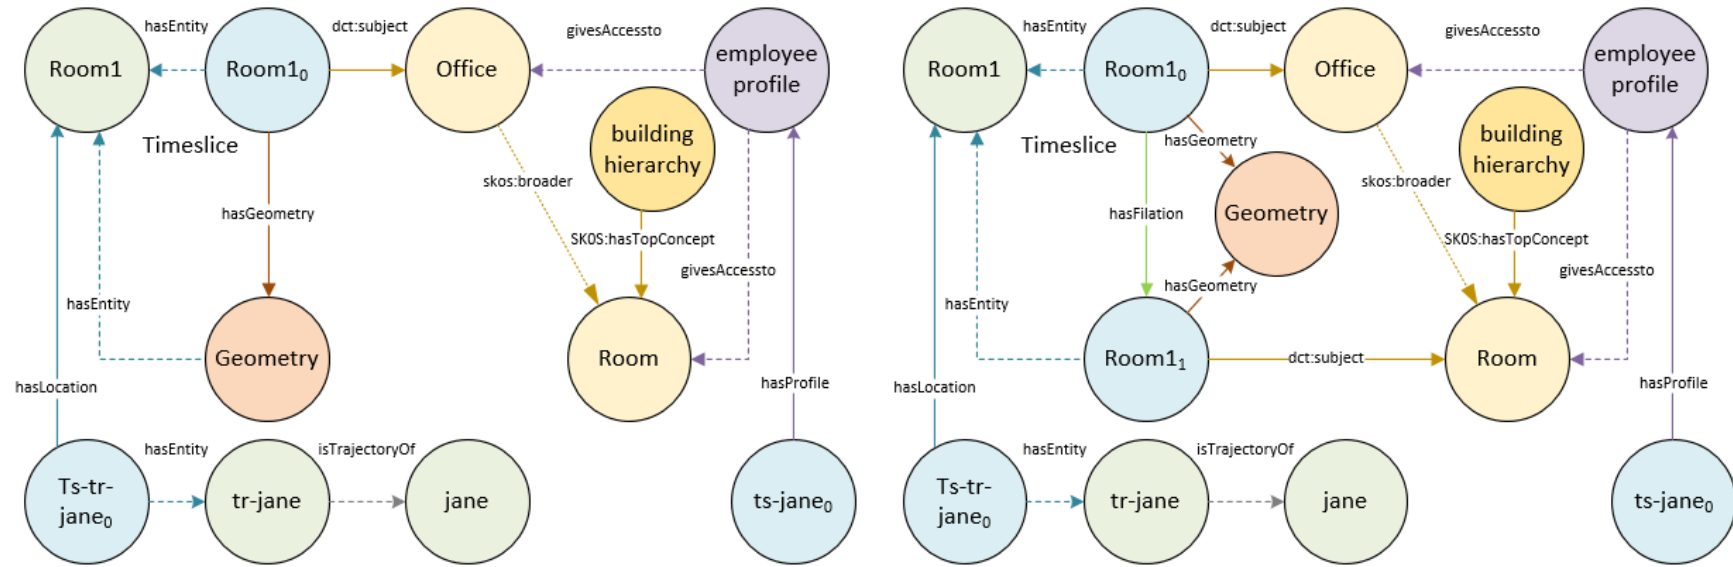 hasEntity
dct:subject
givesAccessto
Room1
Room1₀
Office
employee
profile
Timeslice
building
hierarchy
skos:broader
hasGeometry
SK0S:hasTopConcept
givesAccessto
hasEntity
Geometry
Room
hasLocation
hasProfile
hasEntity
isTrajectoryOf
Ts-tr-
jane₀
tr-jane
jane
ts-jane₀
hasEntity
dct:subject
givesAccessto
Room1
Room1₀
Office
employee
profile
Timeslice
hasGeometry
building
hierarchy
skos:broader
hasFilation
Geometry
SK0S:hasTopConcept
givesAccessto
hasGeometry
hasEntity
Room1₁
dct:subject
Room
hasLocation
hasProfile
hasEntity
isTrajectoryOf
Ts-tr-
jane₀
tr-jane
jane
ts-jane₀